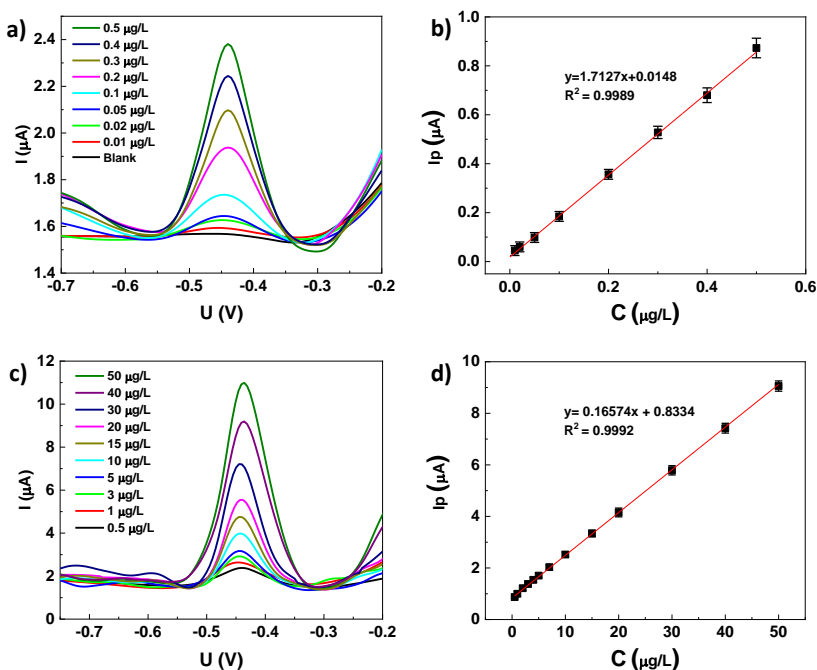 a)
0.5 μg/L
0.4 μg/L
0.3 μg/L
0.2 μg/L
0.1 μg/L
0.05 μg/L
0.02 μg/L
0.01 μg/L
Blank
2.4
2.2
2.0
1.8
1.6
1.4
I (μA)
-0.7 -0.6 -0.5 -0.4 -0.3 -0.2
U (V)
b)
y=1.7127x+0.0148
R² = 0.9989
1.0
0.8
0.6
0.4
0.2
0.0
Ip (μA)
0.0 0.2 0.4 0.6
C (μg/L)
c)
50 μg/L
40 μg/L
30 μg/L
20 μg/L
15 μg/L
10 μg/L
5 μg/L
3 μg/L
1 μg/L
0.5 μg/L
12
10
8
6
4
2
0
I (μA)
-0.7 -0.6 -0.5 -0.4 -0.3 -0.2
U (V)
d)
y= 0.16574x + 0.8334
R² = 0.9992
10
8
6
4
2
0
Ip (μA)
0 10 20 30 40 50
C (μg/L)